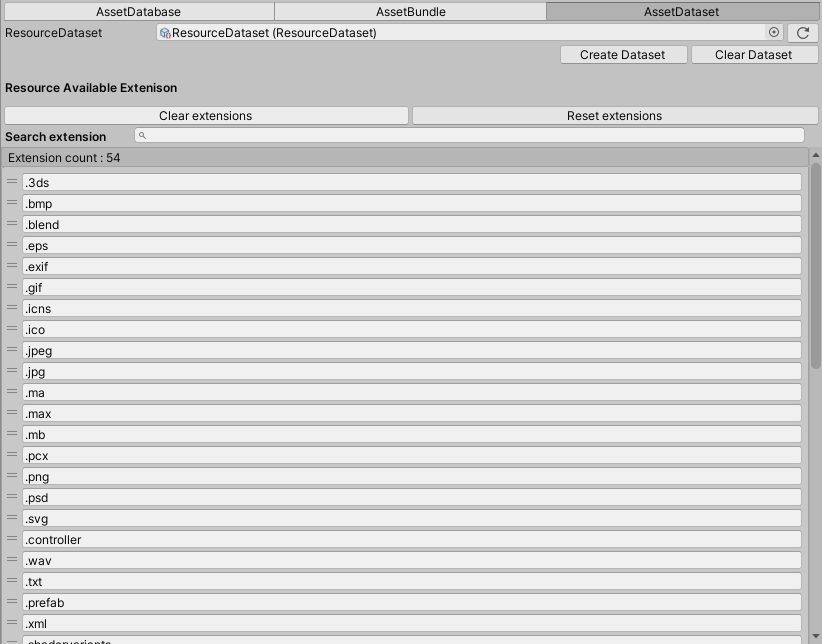 AssetDatabase AssetBundle AssetDataset
ResourceDataset ResourceDataset (ResourceDataset)
Create Dataset Clear Dataset
Resource Available Extenison
Clear extensions Reset extensions
Search extension
Extension count : 54
.3ds
.bmp
.blend
.eps
.exif
.gif
.icns
.ico
.jpeg
.jpg
.ma
.max
.mb
.pcx
.png
.psd
.svg
.controller
.wav
.txt
.prefab
.xml